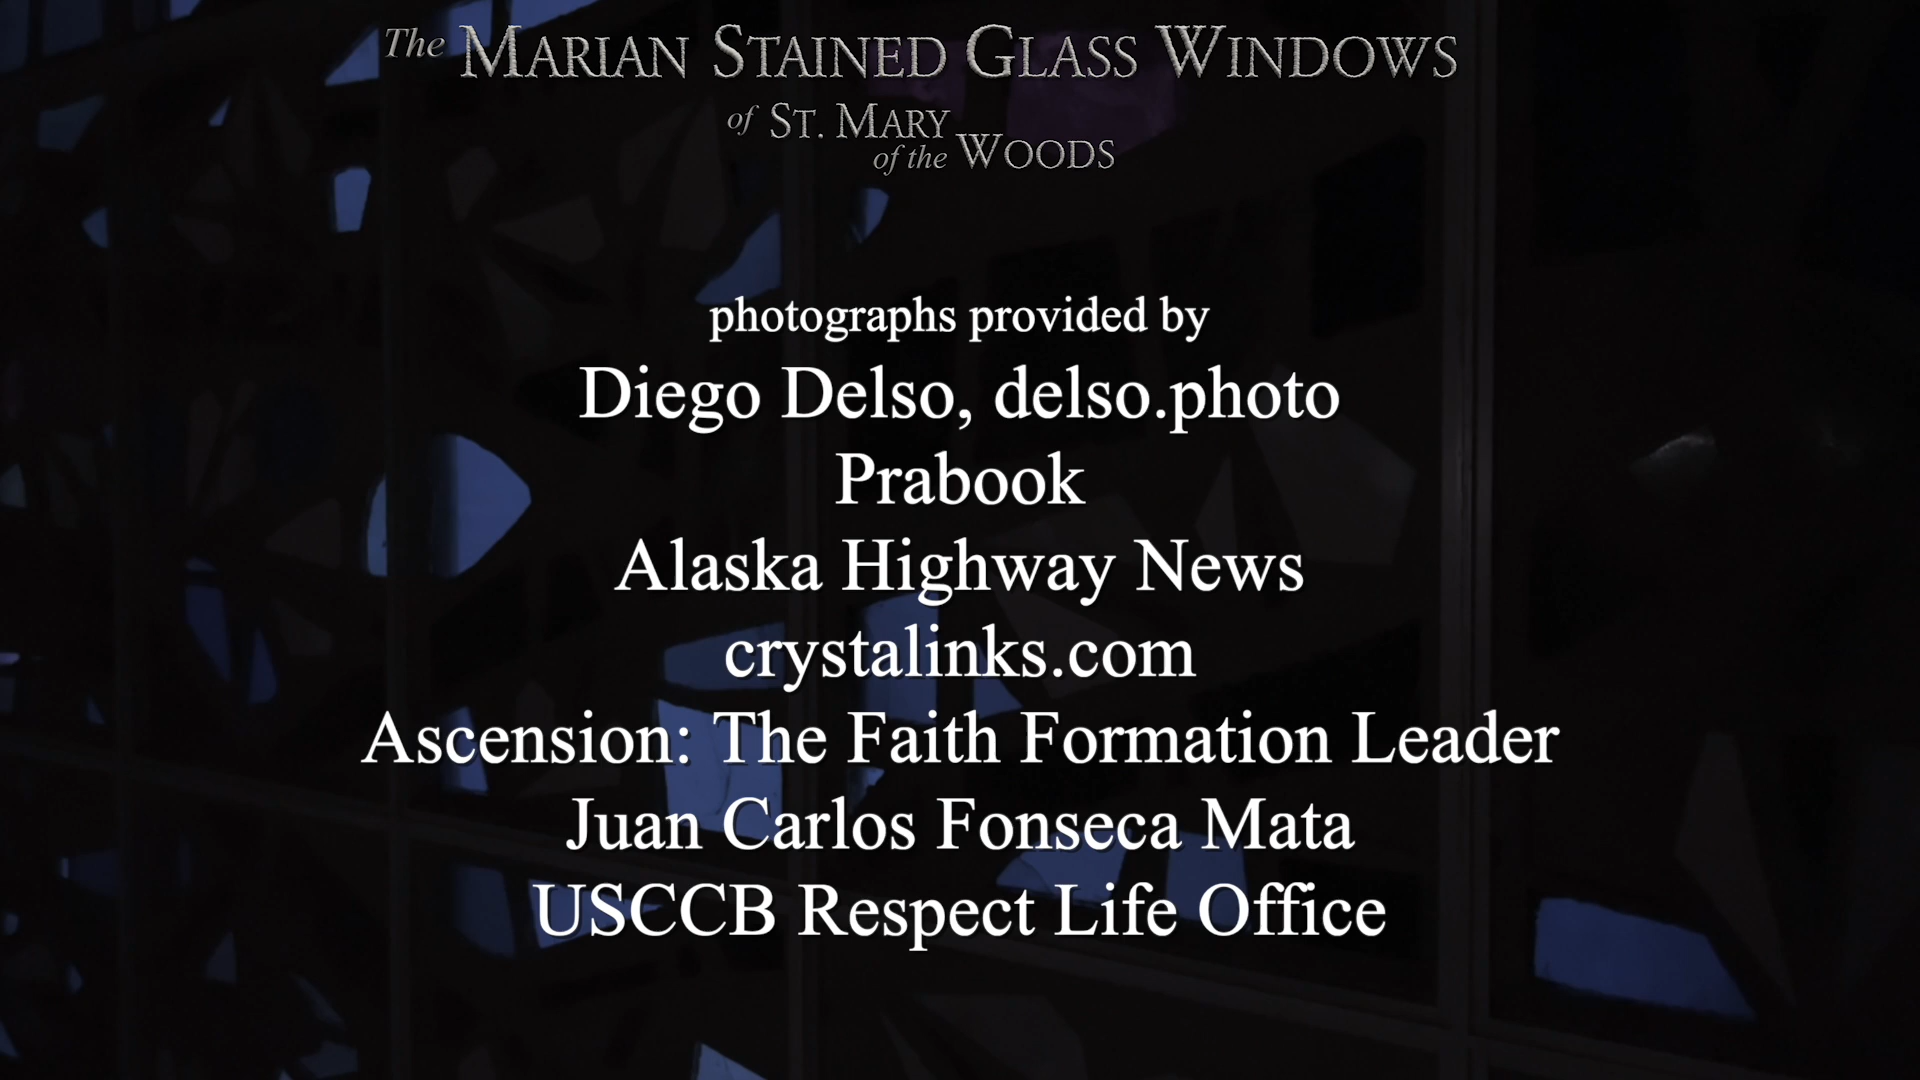 The MARIAN STAINED GLASS WINDOWS
of ST. MARY
of the WOODS
photographs provided by
Diego Delso, delso.photo
Prabook
Alaska Highway News
crystalinks.com
Ascension: The Faith Formation Leader
Juan Carlos Fonseca Mata
USCCB Respect Life Office